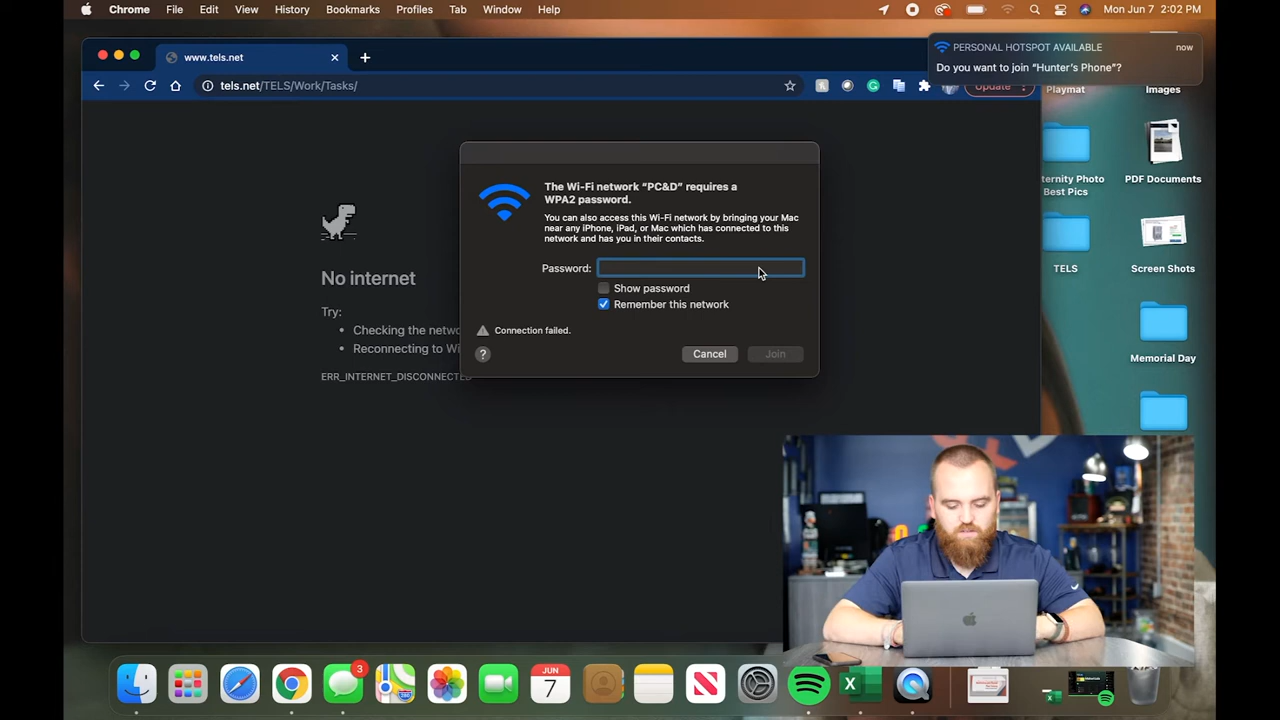 Chrome File Edit View History Bookmarks Profiles Tab Window Help Mon Jun 7 2:02 PM
www.tels.net
PERSONAL HOTSPOT AVAILABLE now
Do you want to join “Hunter's Phone”?
tels.net/TELS/Work/Tasks/
Update
Playmat
Images
The Wi-Fi network “PC&D” requires a
WPA2 password.
You can also access this Wi-Fi network by bringing your Mac
near any iPhone, iPad, or Mac which has connected to this
network and has you in their contacts.
Password:
Show password
Remember this network
Connection failed.
?
Cancel
Join
No internet
Try:
Checking the netwo
Reconnecting to Wi
ERR_INTERNET_DISCONNECTED
ternity Photo
Best Pics
PDF Documents
TELS
Screen Shots
Memorial Day
3
JUN
7